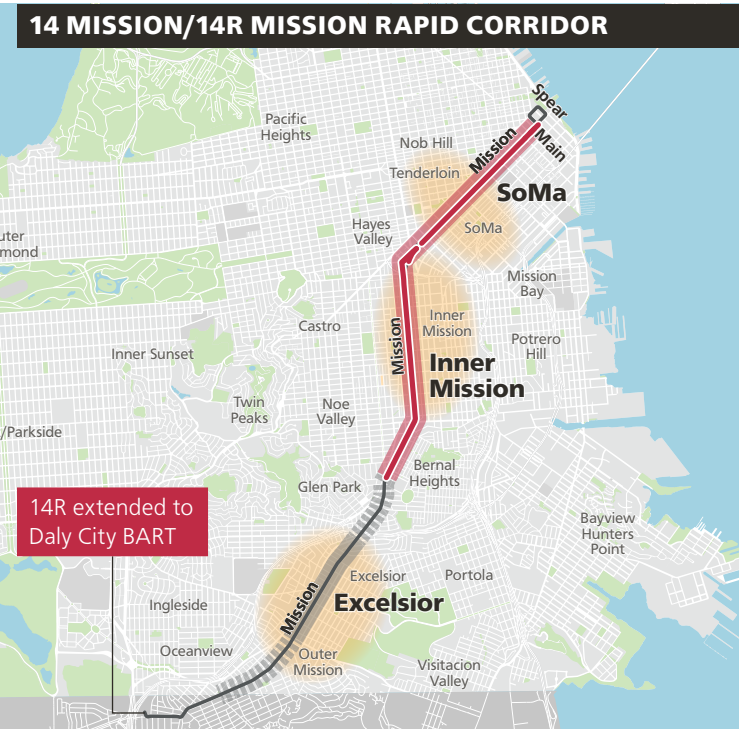 14 MISSION/14R MISSION RAPID CORRIDOR
Spear
Main
Mission
Pacific
Heights
Nob Hill
Tenderloin
SoMa
Hayes
Valley
SoMa
uter
mond
Mission
Bay
Inner
Mission
Castro
Mission
Potrero
Hill
Inner Sunset
Inner
Mission
Twin
Peaks
Noe
Valley
/Parkside
Bernal
Heights
Glen Park
14R extended to
Daly City BART
Bayview
Hunters
Point
Excelsior
Portola
Excelsior
Mission
Ingleside
Oceanview
Outer
Mission
Visitacion
Valley